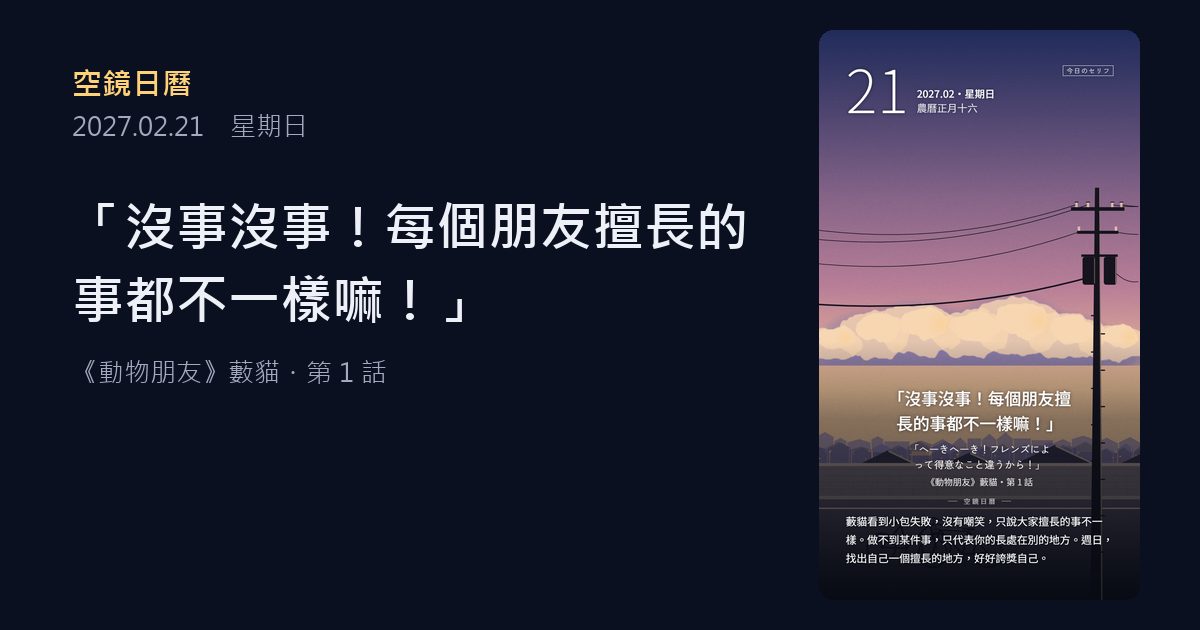 空鏡日曆
2027.02.21　星期日
「沒事沒事！每個朋友擅長的
事都不一樣嘛！」
《動物朋友》藪貓・第 1 話
21
2027.02・星期日
農曆正月十六
今日のセリフ
「沒事沒事！每個朋友擅
長的事都不一樣嘛！」
「へーきへーき！フレンズによ
って得意なこと違うから！」
《動物朋友》藪貓・第 1 話
空鏡日曆
藪貓看到小包失敗，沒有嘲笑，只說大家擅長的事不一
樣。做不到某件事，只代表你的長處在別的地方。週日，
找出自己一個擅長的地方，好好誇獎自己。